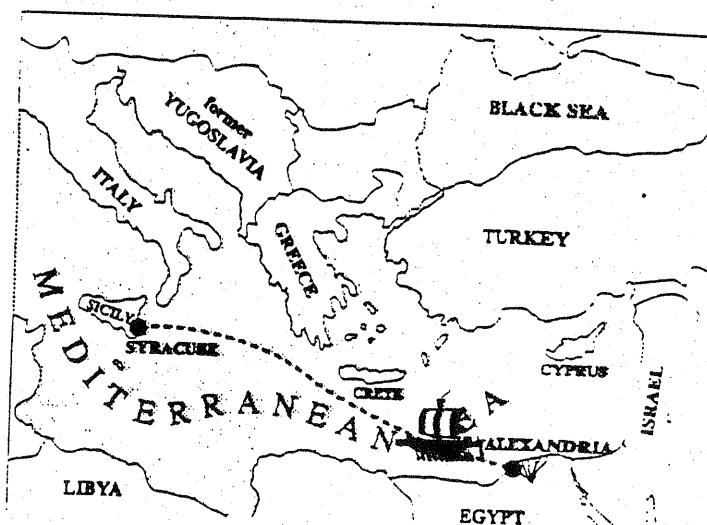 former
YUGOSLAVIA
BLACK SEA
ITALY
GREECE
TURKEY
SICILY
SYRACUSE
CRETE
CYPRUS
ISRAEL
MEDITERRANEAN SEA
ALEXANDRIA
LIBYA
EGYPT